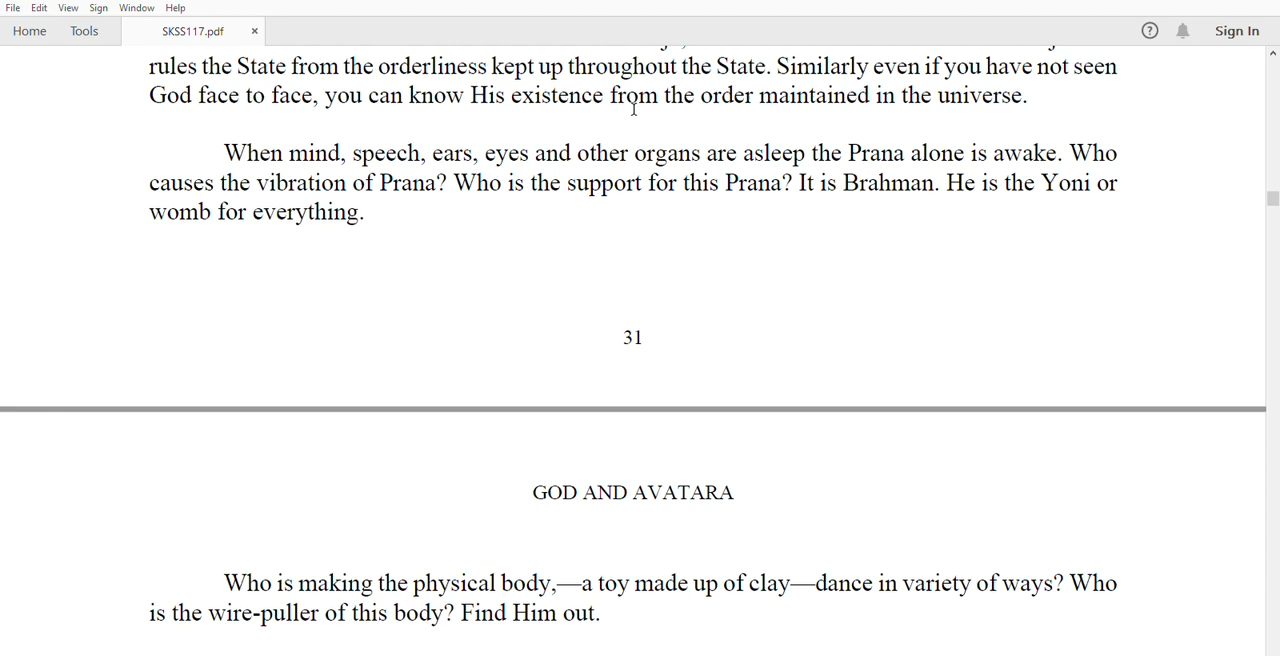 File Edit View Sign Window Help
Home Tools SKSS117.pdf × ? Sign In
rules the State from the orderliness kept up throughout the State. Similarly even if you have not seen
God face to face, you can know His existence from the order maintained in the universe.
When mind, speech, ears, eyes and other organs are asleep the Prana alone is awake. Who
causes the vibration of Prana? Who is the support for this Prana? It is Brahman. He is the Yoni or
womb for everything.
31
GOD AND AVATARA
Who is making the physical body,—a toy made up of clay—dance in variety of ways? Who
is the wire-puller of this body? Find Him out.